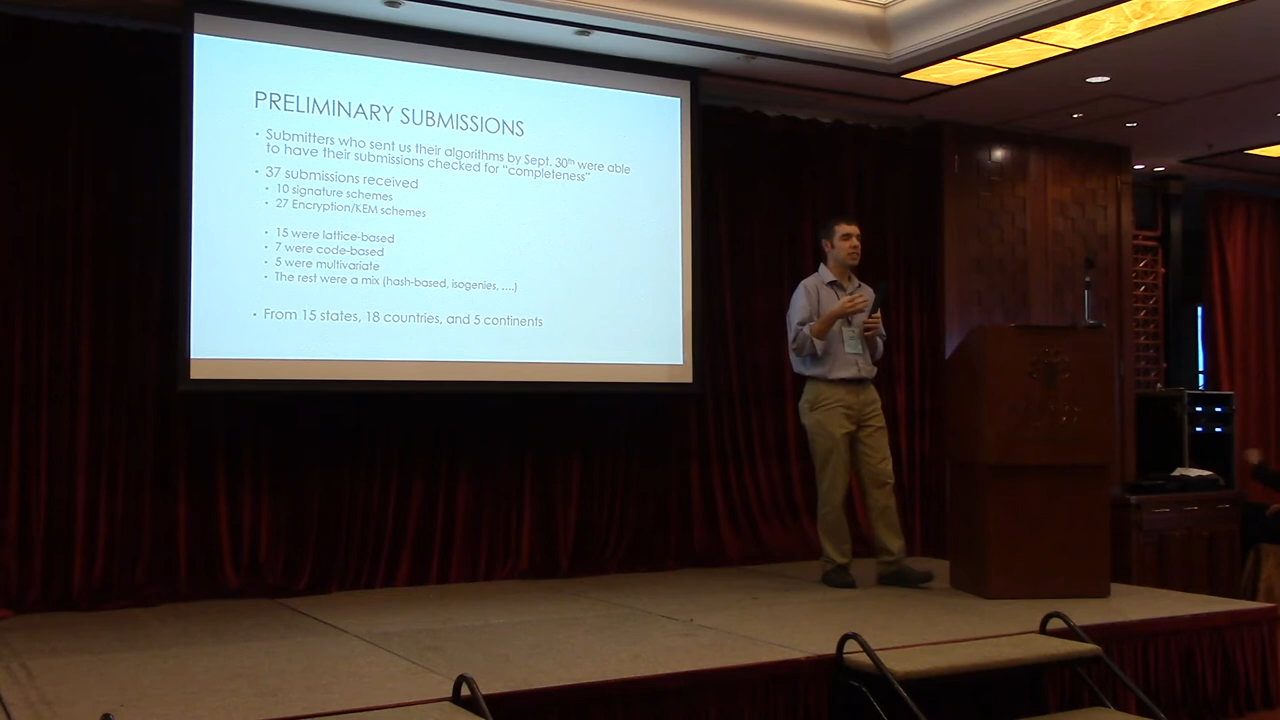 PRELIMINARY SUBMISSIONS
• Submitters who sent us their algorithms by Sept. 30th were able
to have their submissions checked for "completeness"
• 37 submissions received
• 10 signature schemes
• 27 Encryption/KEM schemes
• 15 were lattice-based
• 7 were code-based
• 5 were multivariate
• The rest were a mix (hash-based, isogenies, ....)
• From 15 states, 18 countries, and 5 continents